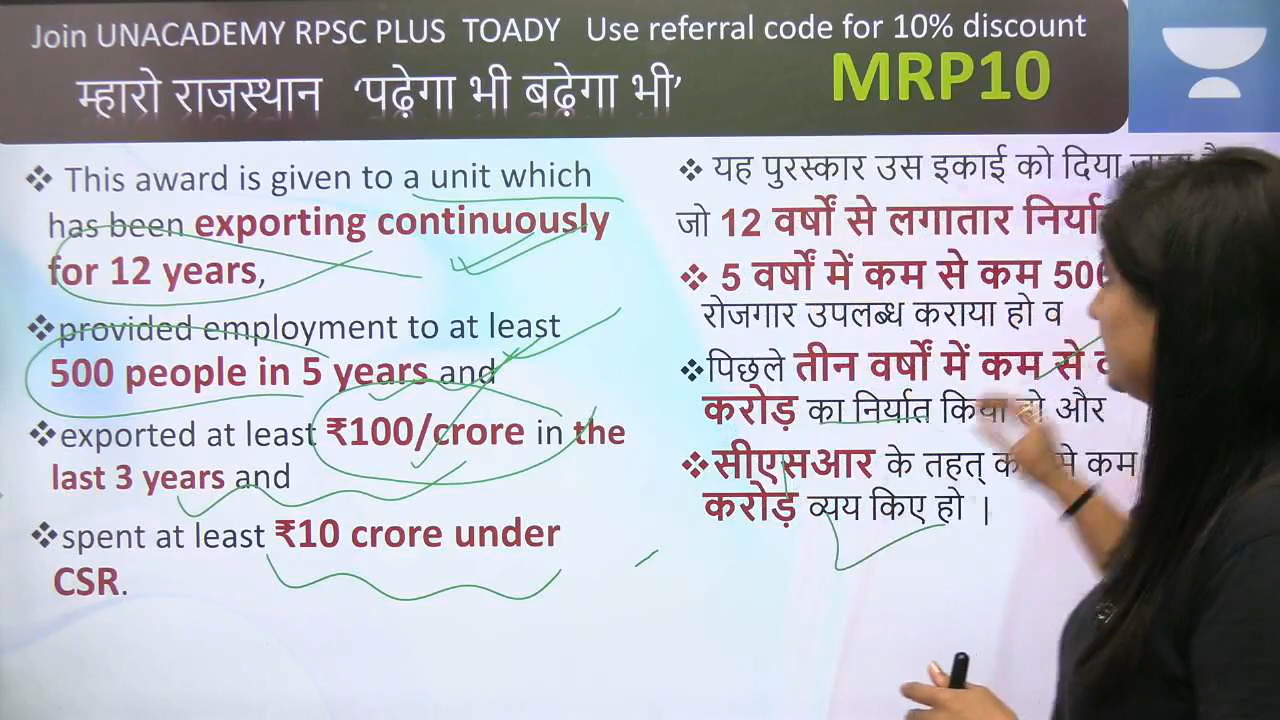 Join UNACADEMY RPSC PLUS TOADY Use referral code for 10% discount
म्हारो राजस्थान ‘पढ़ेगा भी बढ़ेगा भी’ MRP10
❖ This award is given to a unit which
has been exporting continuously
for 12 years,
❖provided employment to at least
500 people in 5 years and
❖exported at least ₹100/crore in the
last 3 years and
❖spent at least ₹10 crore under
CSR.
❖ यह पुरस्कार उस इकाई को दिया
जो 12 वर्षों से लगातार
❖ 5 वर्षों में कम से कम
रोजगार उपलब्ध कराया हो व
❖पिछले तीन वर्षों में कम से
करोड़ का निर्यात किया हो और
❖सीएसआर के तहत् कम
करोड़ व्यय किए हो ।